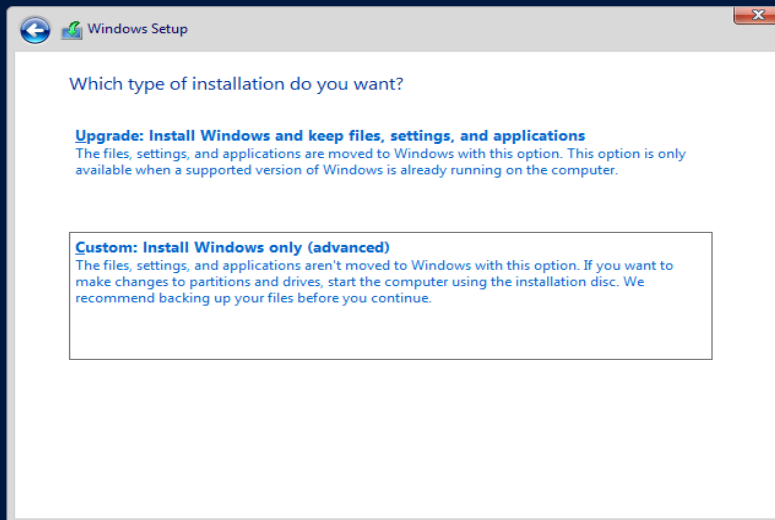 Windows Setup
Which type of installation do you want?
Upgrade: Install Windows and keep files, settings, and applications
The files, settings, and applications are moved to Windows with this option. This option is only
available when a supported version of Windows is already running on the computer.
Custom: Install Windows only (advanced)
The files, settings, and applications aren't moved to Windows with this option. If you want to
make changes to partitions and drives, start the computer using the installation disc. We
recommend backing up your files before you continue.